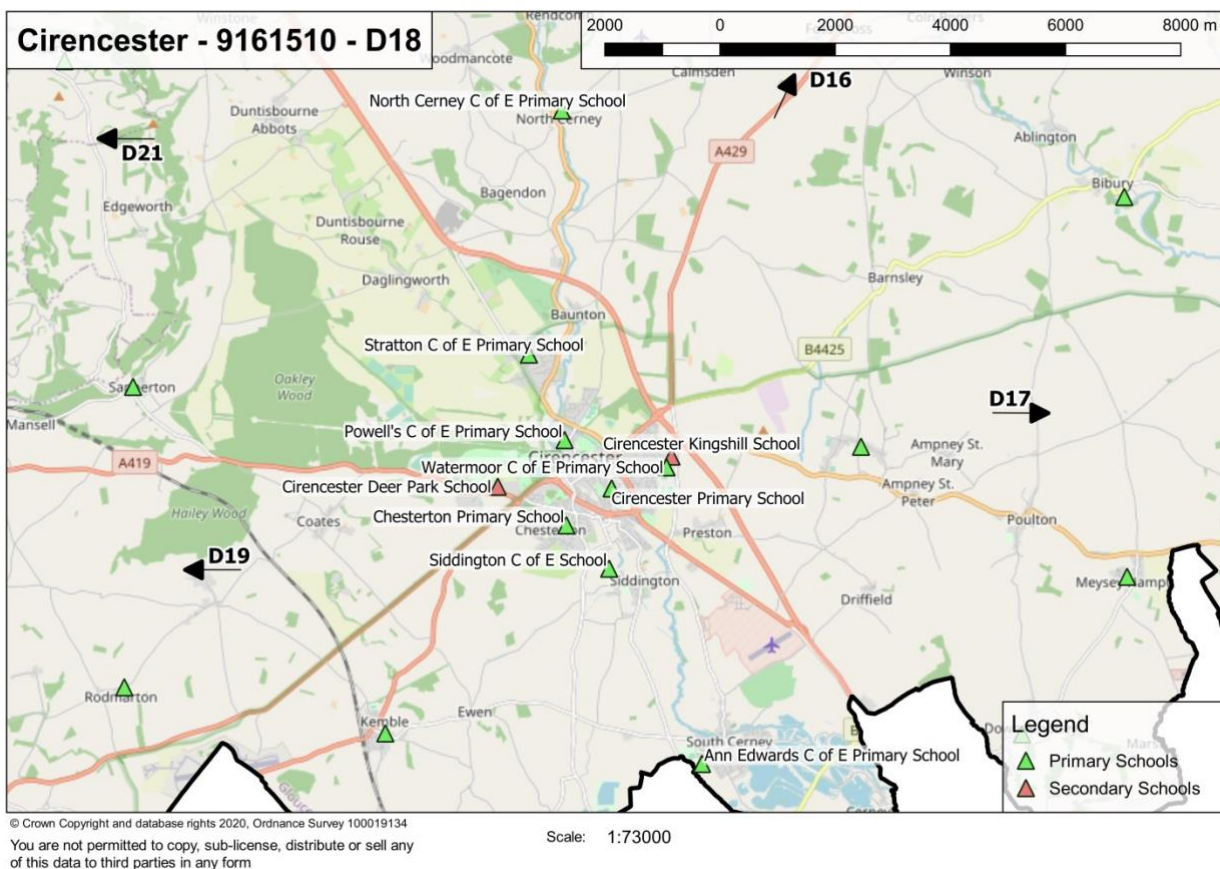 Cirencester - 9161510 - D18
2000 0 20000 4000 6000 8000 m
Winstone
Woodmancote
Calmsden
Winson
D16
North Cerney C of E Primary School
North Cerney
Duntisbourne
Abbots
D21
A429
Ablington
Bibury
Edgeworth
Bagendon
Duntisbourne
Rouse
Daglingworth
Barnsley
Baunton
Stratton C of E Primary School
B4425
Oakley
Wood
D17
Mansell
Powell's C of E Primary School
Cirencester Kingshill School
Cirencester
Ampney St.
Mary
A419
Watermoor C of E Primary School
Cirencester Deer Park School
Cirencester Primary School
Ampney St.
Peter
Hailey Wood
Coates
Chesterton Primary School
Chesterton
Preston
Poulton
D19
Siddington C of E School
Siddington
Driffield
Rodmarton
Kemble
Ewen
South Cerney
Ann Edwards C of E Primary School
Legend
Primary Schools
Secondary Schools
© Crown Copyright and database rights 2020, Ordnance Survey 100019134
You are not permitted to copy, sub-license, distribute or sell any
of this data to third parties in any form
Scale: 1:73000